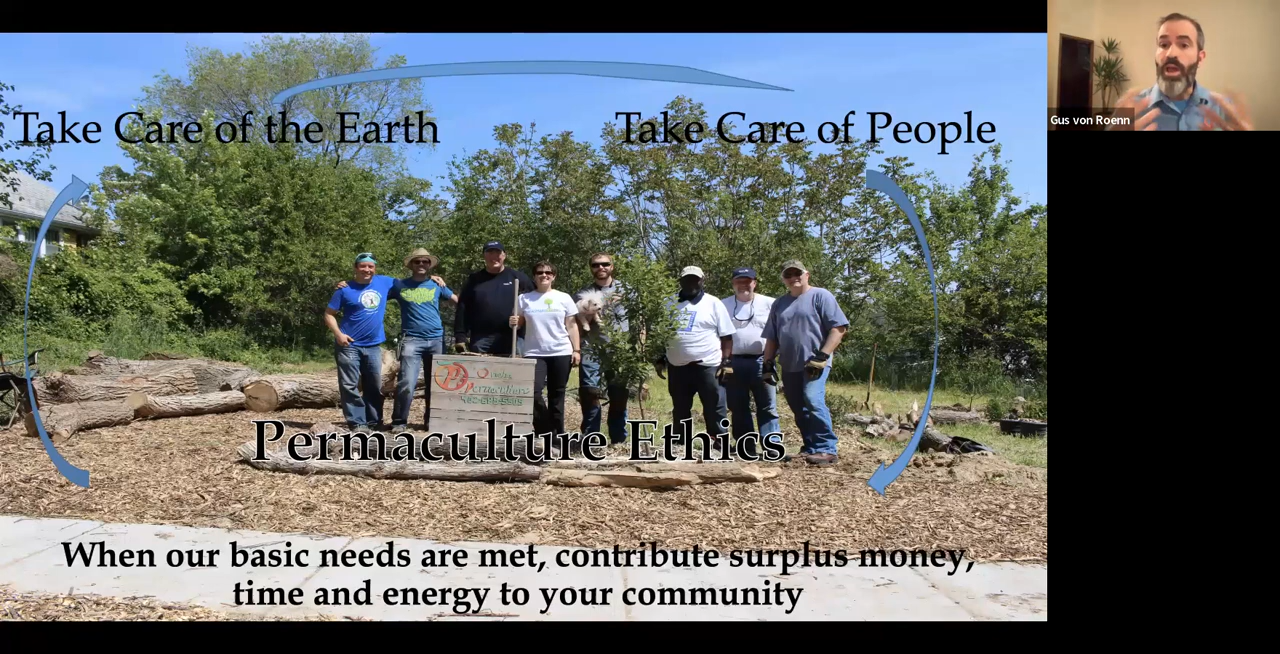 Take Care of the Earth
Take Care of People
Gus von Roenn
Permaculture Ethics
When our basic needs are met, contribute surplus money,
time and energy to your community